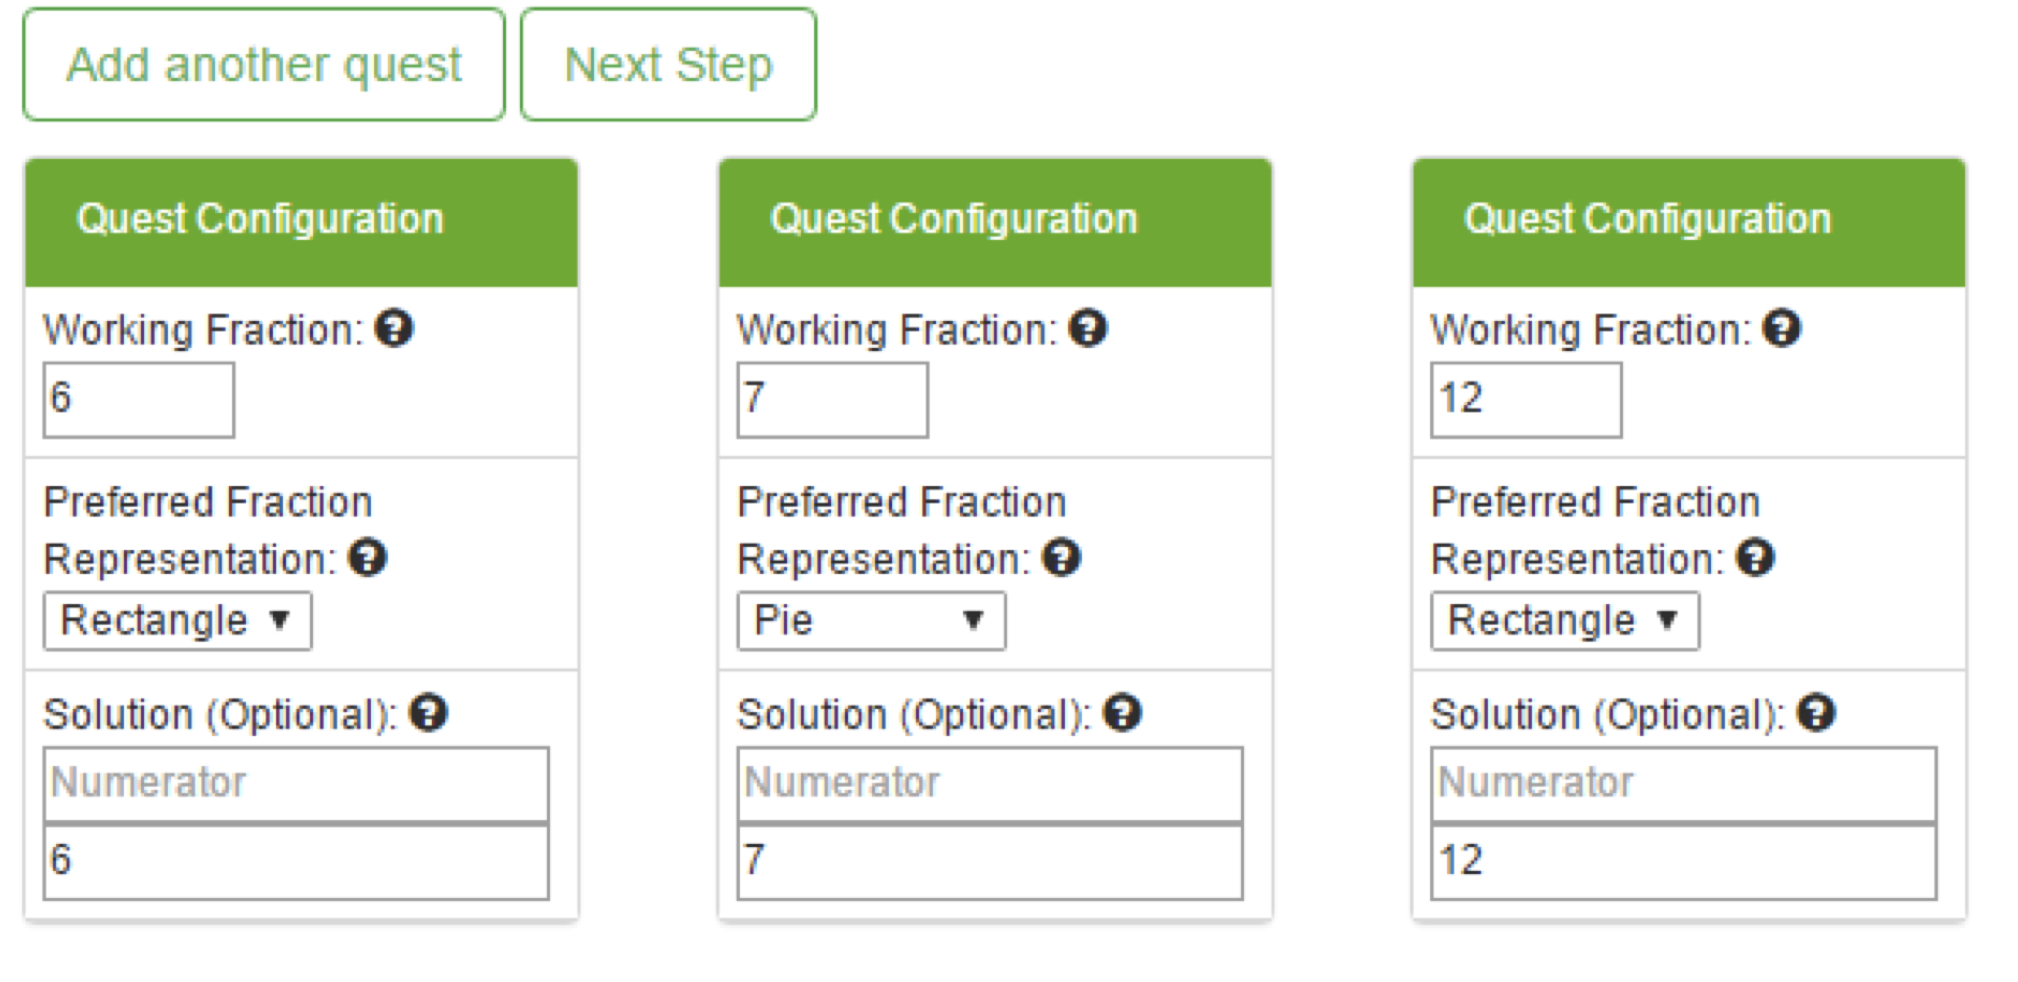 Add another quest
Next Step
Quest Configuration
Working Fraction:
6
Preferred Fraction
Representation:
Rectangle
Solution (Optional):
Numerator
6
Quest Configuration
Working Fraction:
7
Preferred Fraction
Representation:
Pie
Solution (Optional):
Numerator
7
Quest Configuration
Working Fraction:
12
Preferred Fraction
Representation:
Rectangle
Solution (Optional):
Numerator
12